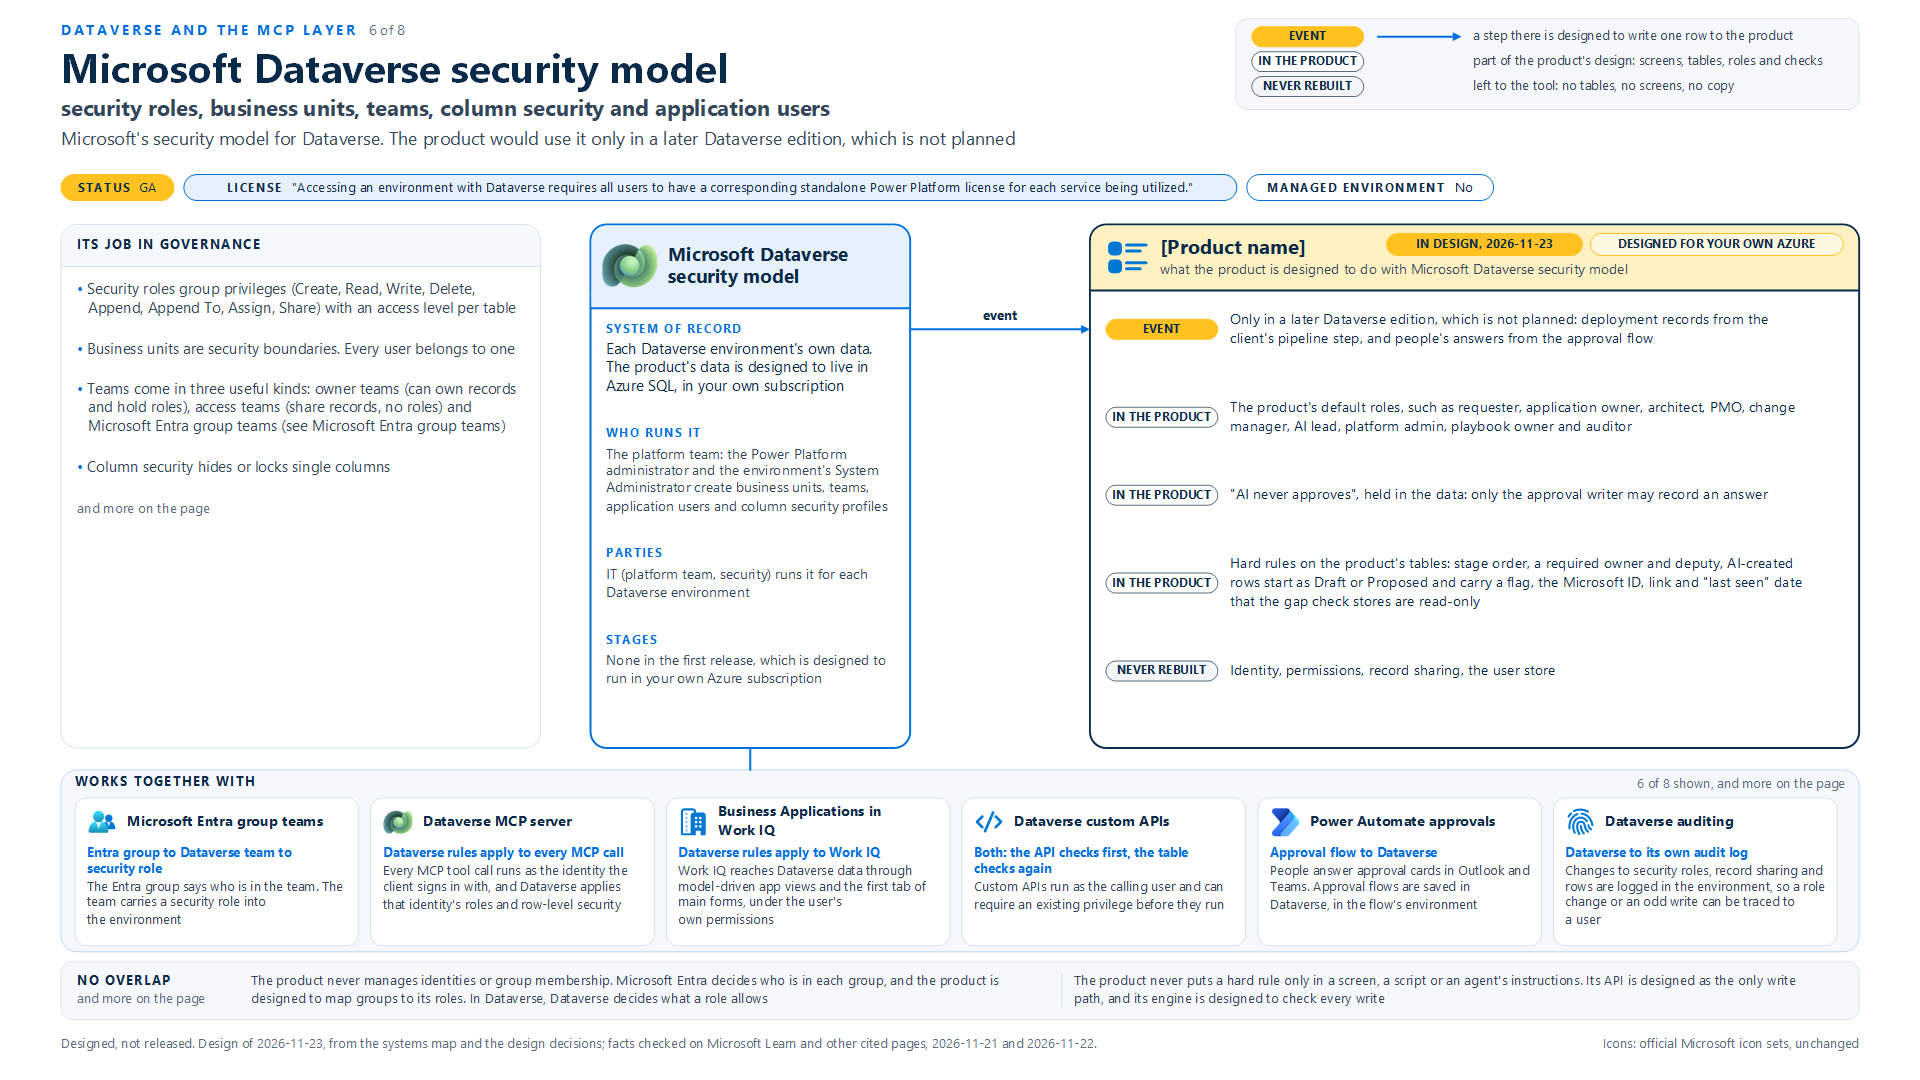 DATAVERSE AND THE MCP LAYER 6 of 8
Microsoft Dataverse security model
security roles, business units, teams, column security and application users
Microsoft's security model for Dataverse. The product would use it only in a later Dataverse edition, which is not planned
EVENT a step there is designed to write one row to the product
IN THE PRODUCT part of the product's design: screens, tables, roles and checks
NEVER REBUILT left to the tool: no tables, no screens, no copy
STATUS GA
LICENSE "Accessing an environment with Dataverse requires all users to have a corresponding standalone Power Platform license for each service being utilized."
MANAGED ENVIRONMENT No
ITS JOB IN GOVERNANCE
• Security roles group privileges (Create, Read, Write, Delete,
Append, Append To, Assign, Share) with an access level per table
• Business units are security boundaries. Every user belongs to one
• Teams come in three useful kinds: owner teams (can own records
and hold roles), access teams (share records, no roles) and
Microsoft Entra group teams (see Microsoft Entra group teams)
• Column security hides or locks single columns
and more on the page
Microsoft Dataverse
security model
SYSTEM OF RECORD
Each Dataverse environment's own data.
The product's data is designed to live in
Azure SQL, in your own subscription
WHO RUNS IT
The platform team: the Power Platform
administrator and the environment's System
Administrator create business units, teams,
application users and column security profiles
PARTIES
IT (platform team, security) runs it for each
Dataverse environment
STAGES
None in the first release, which is designed to
run in your own Azure subscription
event
[Product name]
IN DESIGN, 2026-11-23
DESIGNED FOR YOUR OWN AZURE
what the product is designed to do with Microsoft Dataverse security model
EVENT
Only in a later Dataverse edition, which is not planned: deployment records from the
client's pipeline step, and people's answers from the approval flow
IN THE PRODUCT
The product's default roles, such as requester, application owner, architect, PMO, change
manager, AI lead, platform admin, playbook owner and auditor
IN THE PRODUCT
"AI never approves", held in the data: only the approval writer may record an answer
IN THE PRODUCT
Hard rules on the product's tables: stage order, a required owner and deputy, AI-created
rows start as Draft or Proposed and carry a flag, the Microsoft ID, link and "last seen" date
that the gap check stores are read-only
NEVER REBUILT
Identity, permissions, record sharing, the user store
WORKS TOGETHER WITH
6 of 8 shown, and more on the page
Microsoft Entra group teams
Entra group to Dataverse team to
security role
The Entra group says who is in the team. The
team carries a security role into
the environment
Dataverse MCP server
Dataverse rules apply to every MCP call
Every MCP tool call runs as the identity the
client signs in with, and Dataverse applies
that identity's roles and row-level security
Business Applications in
Work IQ
Dataverse rules apply to Work IQ
Work IQ reaches Dataverse data through
model-driven app views and the first tab of
main forms, under the user's
own permissions
Dataverse custom APIs
Both: the API checks first, the table
checks again
Custom APIs run as the calling user and can
require an existing privilege before they run
Power Automate approvals
Approval flow to Dataverse
People answer approval cards in Outlook and
Teams. Approval flows are saved in
Dataverse, in the flow's environment
Dataverse auditing
Dataverse to its own audit log
Changes to security roles, record sharing and
rows are logged in the environment, so a role
change or an odd write can be traced to
a user
NO OVERLAP
and more on the page
The product never manages identities or group membership. Microsoft Entra decides who is in each group, and the product is
designed to map groups to its roles. In Dataverse, Dataverse decides what a role allows
The product never puts a hard rule only in a screen, a script or an agent's instructions. Its API is designed as the only write
path, and its engine is designed to check every write
Designed, not released. Design of 2026-11-23, from the systems map and the design decisions; facts checked on Microsoft Learn and other cited pages, 2026-11-21 and 2026-11-22.
Icons: official Microsoft icon sets, unchanged